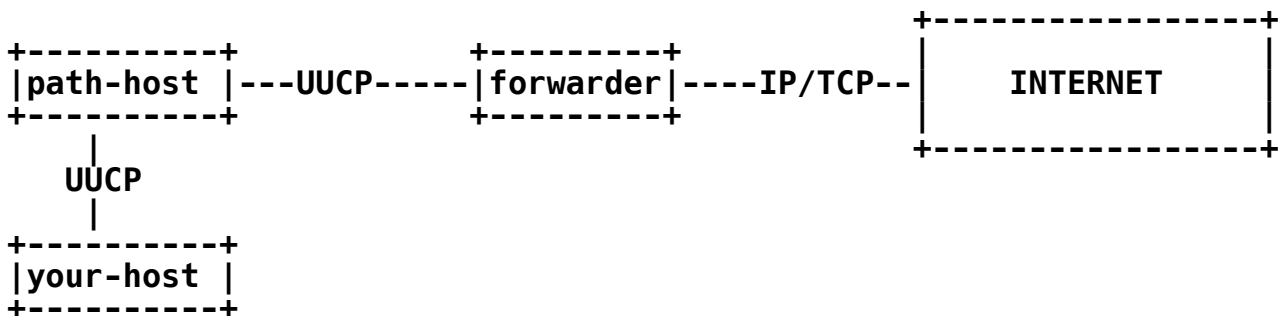 path-host ---UUCP----- forwarder ----IP/TCP-- INTERNET
UUCP
your-host